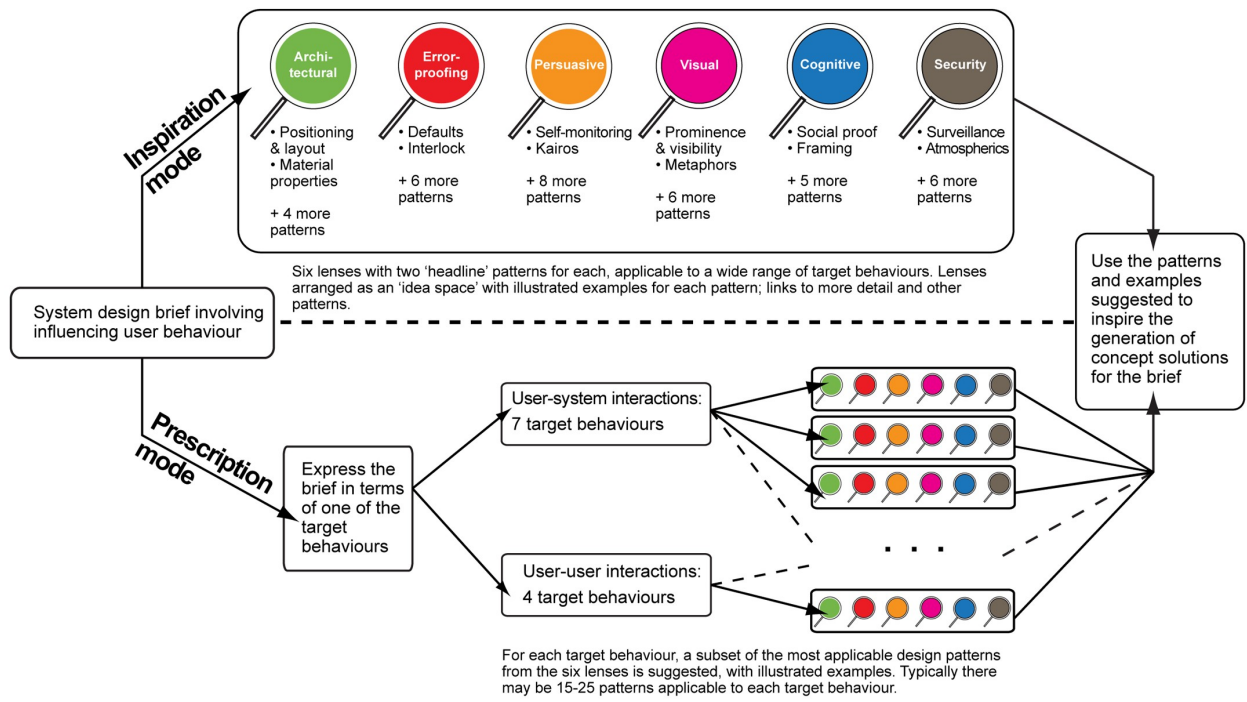 Inspiration
mode
Archi-
tectural
• Positioning
& layout
• Material
properties
+ 4 more
patterns
Error-
proofing
• Defaults
• Interlock
+ 6 more
patterns
Persuasive
• Self-monitoring
• Kairos
+ 8 more
patterns
Visual
• Prominence
& visibility
• Metaphors
+ 6 more
patterns
Cognitive
• Social proof
• Framing
+ 5 more
patterns
Security
• Surveillance
• Atmospherics
+ 6 more
patterns
Six lenses with two ‘headline’ patterns for each, applicable to a wide range of target behaviours. Lenses
arranged as an ‘idea space’ with illustrated examples for each pattern; links to more detail and other
patterns.
System design brief involving
influencing user behaviour
Use the patterns
and examples
suggested to
inspire the
generation of
concept solutions
for the brief
Prescription
mode
Express the
brief in terms
of one of the
target
behaviours
User-system interactions:
7 target behaviours
User-user interactions:
4 target behaviours
. . .
For each target behaviour, a subset of the most applicable design patterns
from the six lenses is suggested, with illustrated examples. Typically there
may be 15-25 patterns applicable to each target behaviour.